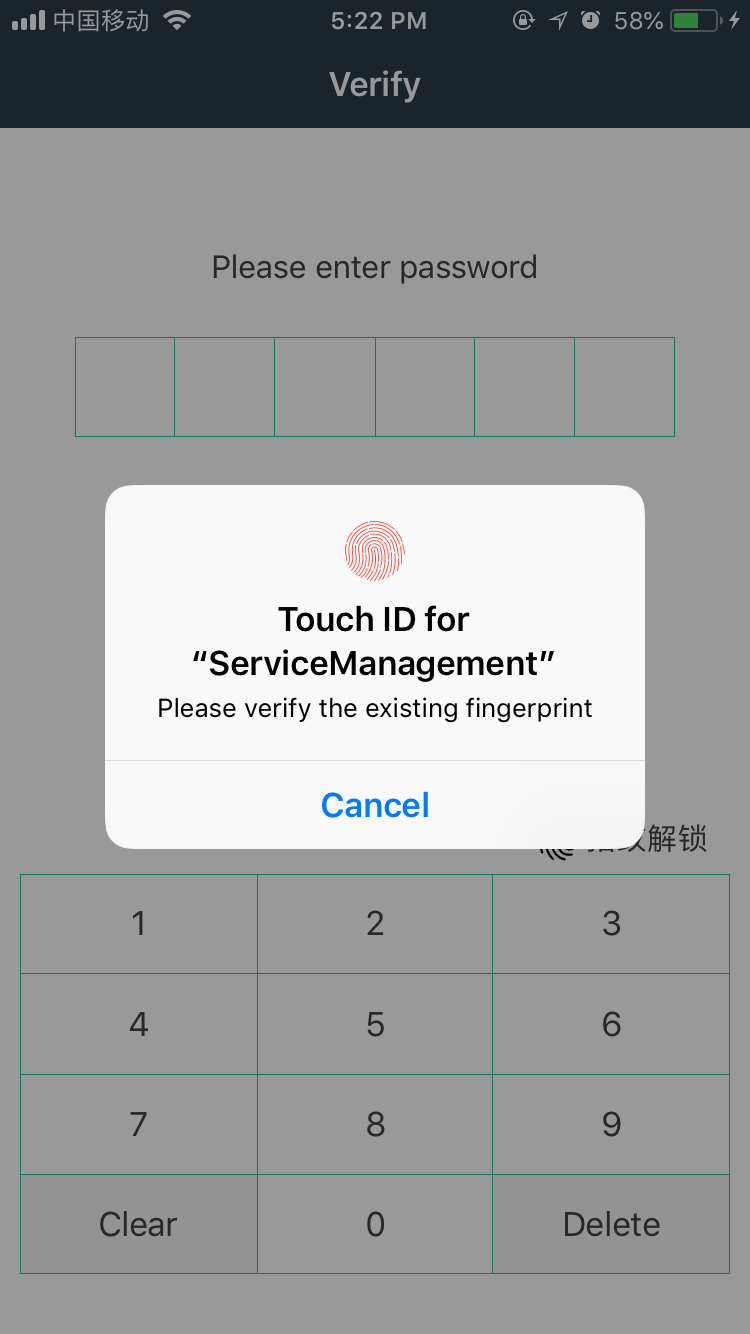 中国移动 5:22 PM 58%
Verify
Please enter password
Touch ID for
“ServiceManagement”
Please verify the existing fingerprint
Cancel
解锁
1 2 3
4 5 6
7 8 9
Clear 0 Delete